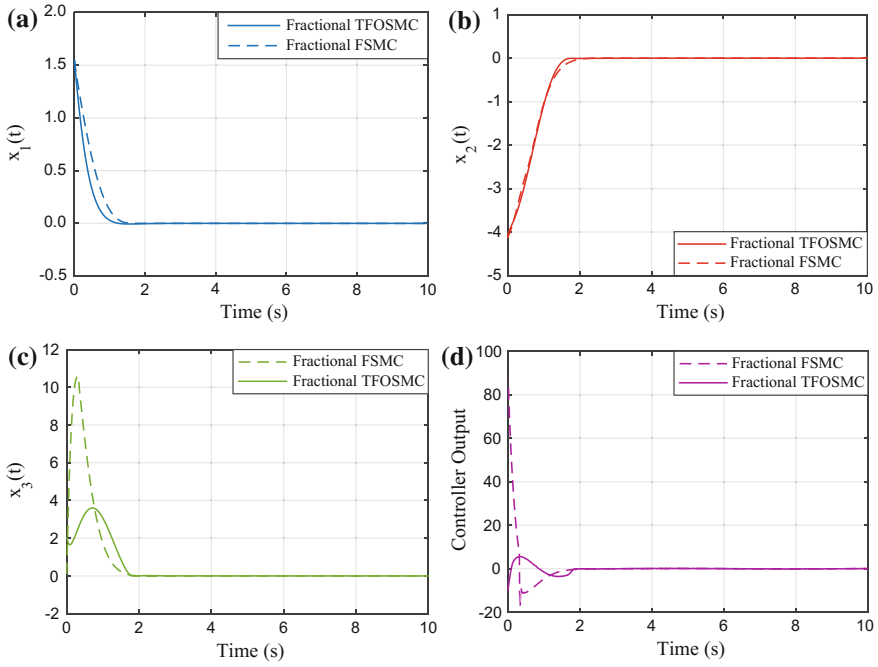 (a)
2.0
1.5
1.0
0.5
0.0
-0.5
x1(t)
0 2 4 6 8 10
Time (s)
Fractional TFOSMC
Fractional FSMC
(b)
2
0
-1
-2
-3
-4
-5
x2(t)
0 2 4 6 8 10
Time (s)
Fractional TFOSMC
Fractional FSMC
(c)
12
10
8
6
4
2
0
-2
x3(t)
0 2 4 6 8 10
Time (s)
Fractional FSMC
Fractional TFOSMC
(d)
100
80
60
40
20
0
-20
Controller Output
0 2 4 6 8 10
Time (s)
Fractional FSMC
Fractional TFOSMC